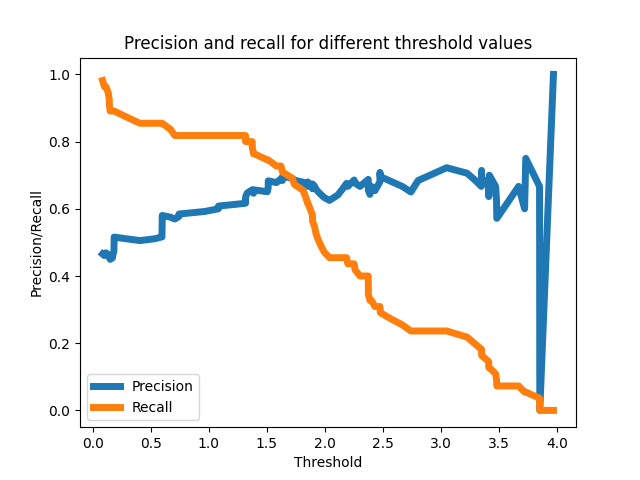 Precision and recall for different threshold values
Precision/Recall
1.0
0.8
0.6
0.4
0.2
0.0
Precision
Recall
0.0 0.5 1.0 1.5 2.0 2.5 3.0 3.5 4.0
Threshold